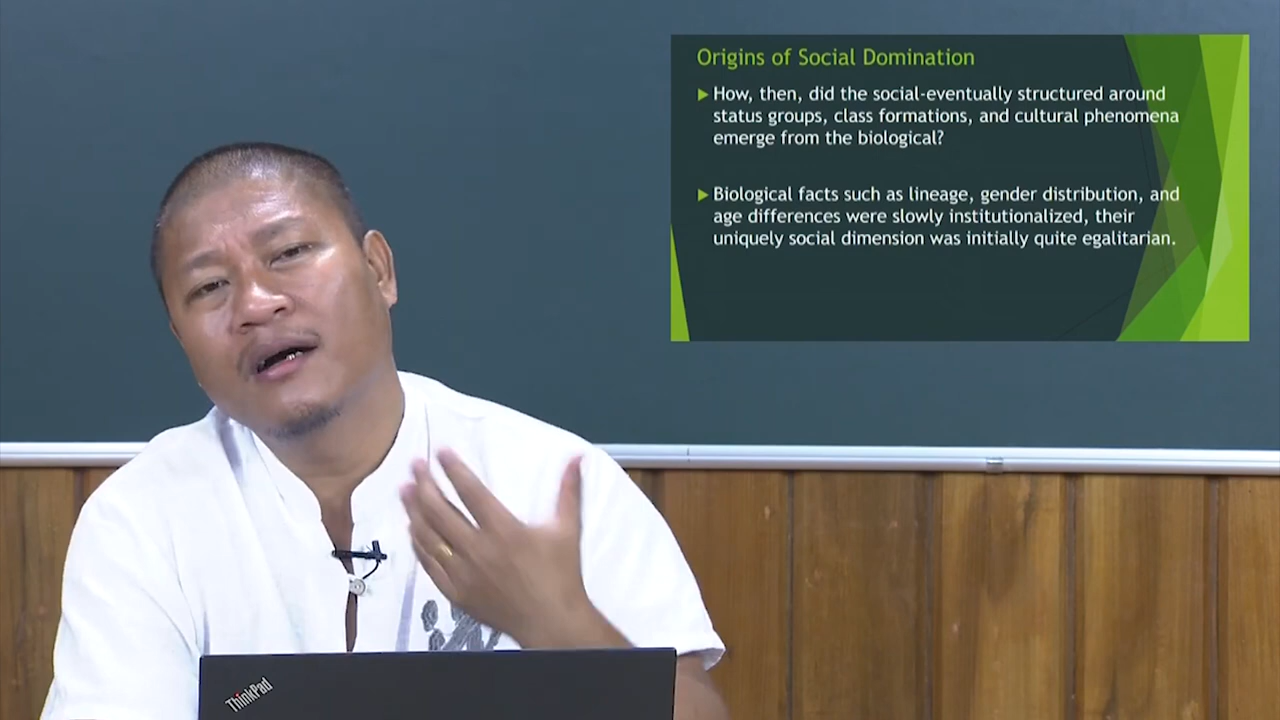 Origins of Social Domination
How, then, did the social-eventually structured around
status groups, class formations, and cultural phenomena
emerge from the biological?
Biological facts such as lineage, gender distribution, and
age differences were slowly institutionalized, their
uniquely social dimension was initially quite egalitarian.
ThinkPad